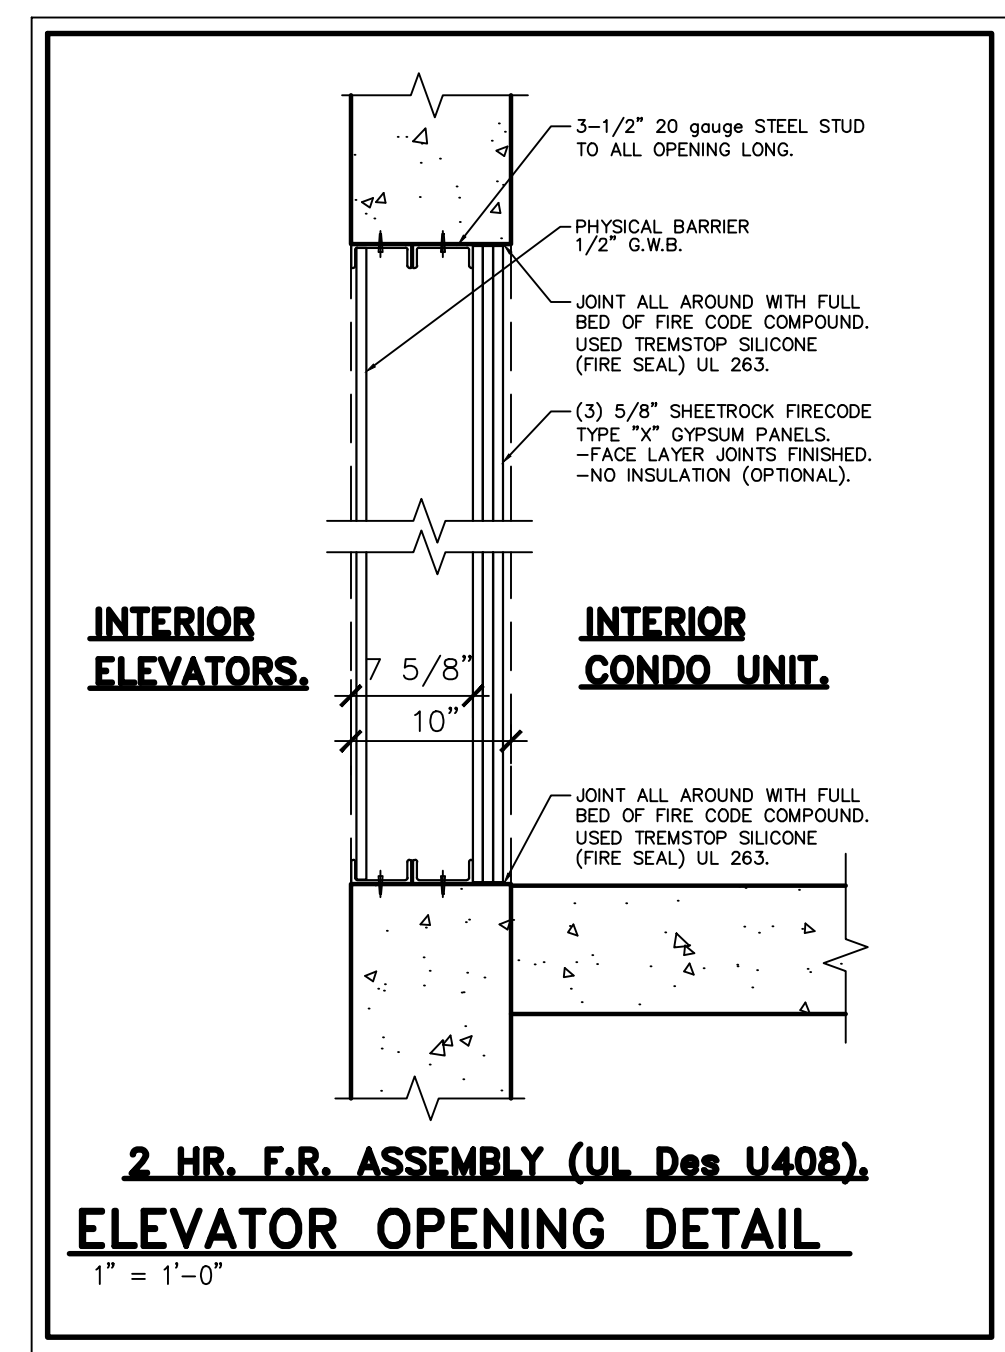 3-1/2" 20 gauge STEEL STUD
TO ALL OPENING LONG.
PHYSICAL BARRIER
1/2" G.W.B.
JOINT ALL AROUND WITH FULL
BED OF FIRE CODE COMPOUND.
USED TREMSTOP SILICONE
(FIRE SEAL) UL 263.
(3) 5/8" SHEETROCK FIRECODE
TYPE "X" GYPSUM PANELS.
-FACE LAYER JOINTS FINISHED.
-NO INSULATION (OPTIONAL).
INTERIOR
ELEVATORS.
INTERIOR
CONDO UNIT.
7 5/8"
10"
JOINT ALL AROUND WITH FULL
BED OF FIRE CODE COMPOUND.
USED TREMSTOP SILICONE
(FIRE SEAL) UL 263.
2 HR. F.R. ASSEMBLY (UL Des U408).
ELEVATOR OPENING DETAIL
1" = 1'-0"